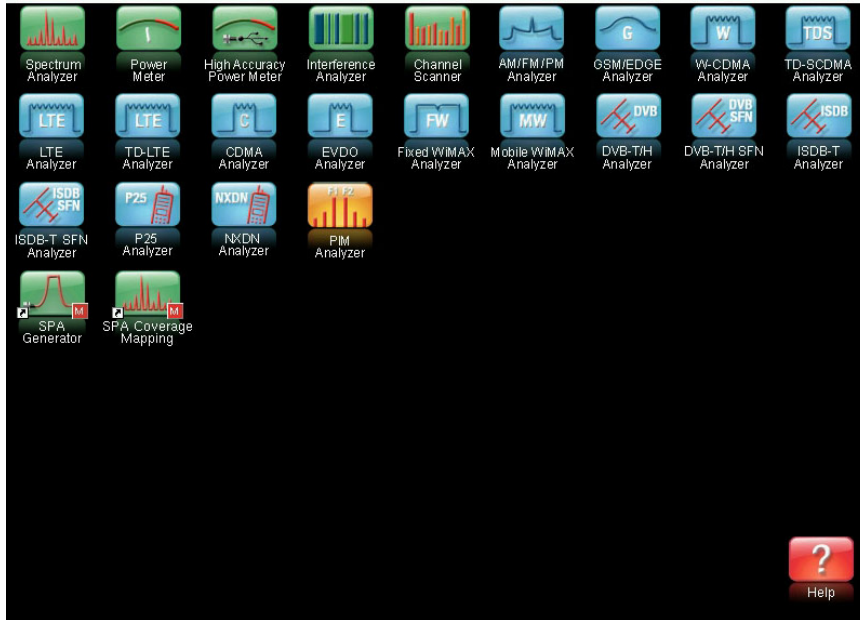 Spectrum Analyzer
Power Meter
High Accuracy Power Meter
Interference Analyzer
Channel Scanner
AM/FM/PM Analyzer
G
GSM/EDGE Analyzer
W
W-CDMA Analyzer
TDS
TD-SCDMA Analyzer
LTE
LTE Analyzer
LTE
TD-LTE Analyzer
C
CDMA Analyzer
E
EVDO Analyzer
FW
Fixed WiMAX Analyzer
MW
Mobile WiMAX Analyzer
DVB
DVB-T/H Analyzer
DVB SFN
DVB-T/H SFN Analyzer
ISDB
ISDB-T Analyzer
ISDB SFN
ISDB-T SFN Analyzer
P25
P25 Analyzer
NXDN
NXDN Analyzer
F1 F2
PIM Analyzer
M
SPA Generator
M
SPA Coverage Mapping
?
Help